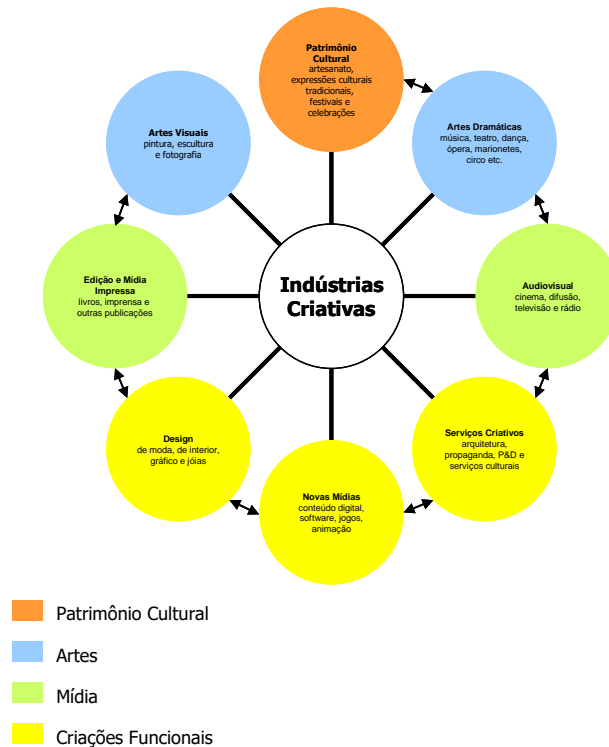 Patrimônio
Cultural
artesanato,
expressões culturais
tradicionais,
festivais e
celebrações
Artes Visuais
pintura, escultura
e fotografia
Artes Dramáticas
música, teatro, dança,
ópera, marionetes,
circo etc.
Edição e Mídia
Impressa
livros, imprensa e
outras publicações
Indústrias
Criativas
Audiovisual
cinema, difusão,
televisão e rádio
Design
de moda, de interior,
gráfico e jóias
Serviços Criativos
arquitetura,
propaganda, P&D e
serviços culturais
Novas Mídias
conteúdo digital,
software, jogos,
animação
Patrimônio Cultural
Artes
Mídia
Criações Funcionais